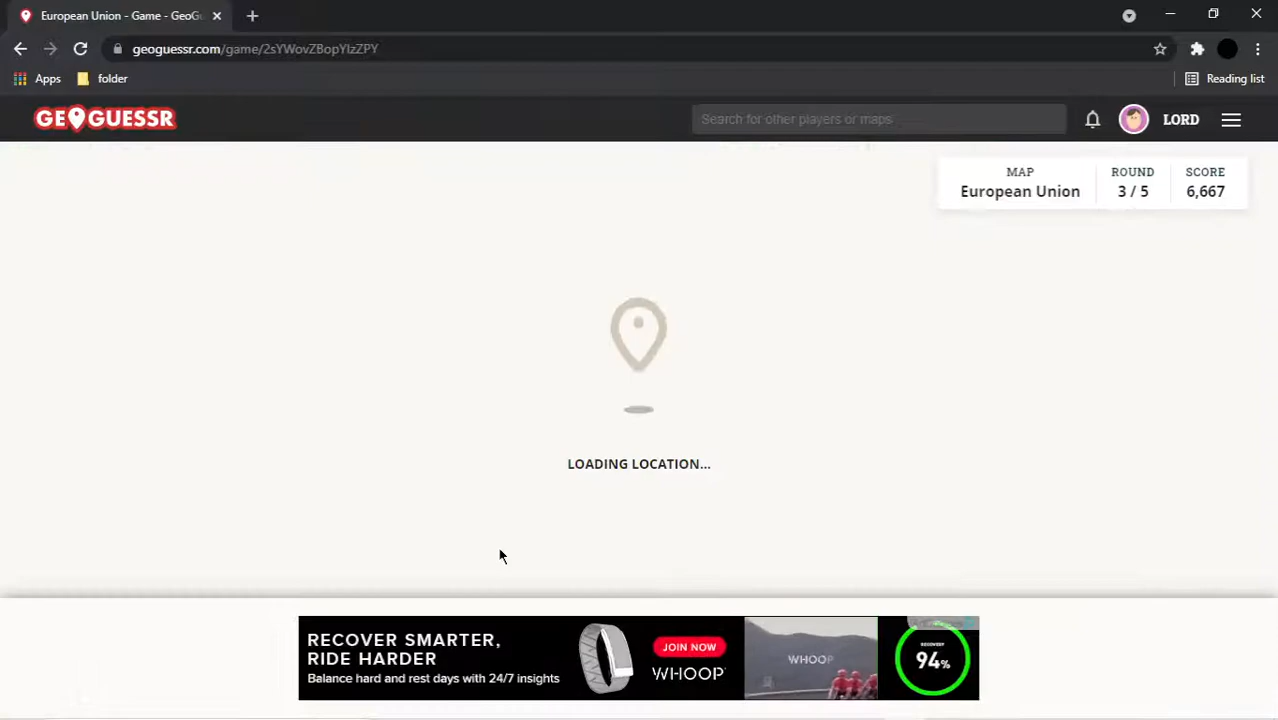 European Union - Game - GeoGu
geoguessr.com/game/2sYWovZBopYIzZPY
Apps folder Reading list
GEOGUESSR Search for other players or maps LORD
MAP ROUND SCORE
European Union 3 / 5 6,667
LOADING LOCATION...
RECOVER SMARTER,
RIDE HARDER
Balance hard and rest days with 24/7 insights
JOIN NOW
WHOOP
WHOOP
RECOVERY
94%